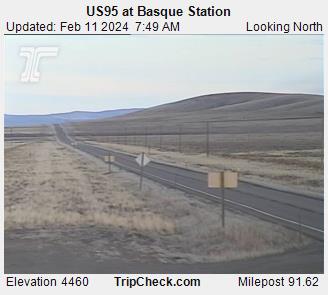 US95 at Basque Station
Updated: Feb 11 2024 7:49 AM Looking North
Elevation 4460 TripCheck.com Milepost 91.62